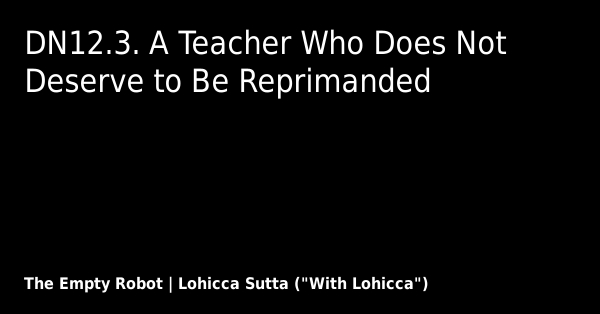 DN12.3. A Teacher Who Does Not
Deserve to Be Reprimanded
The Empty Robot | Lohicca Sutta ("With Lohicca")